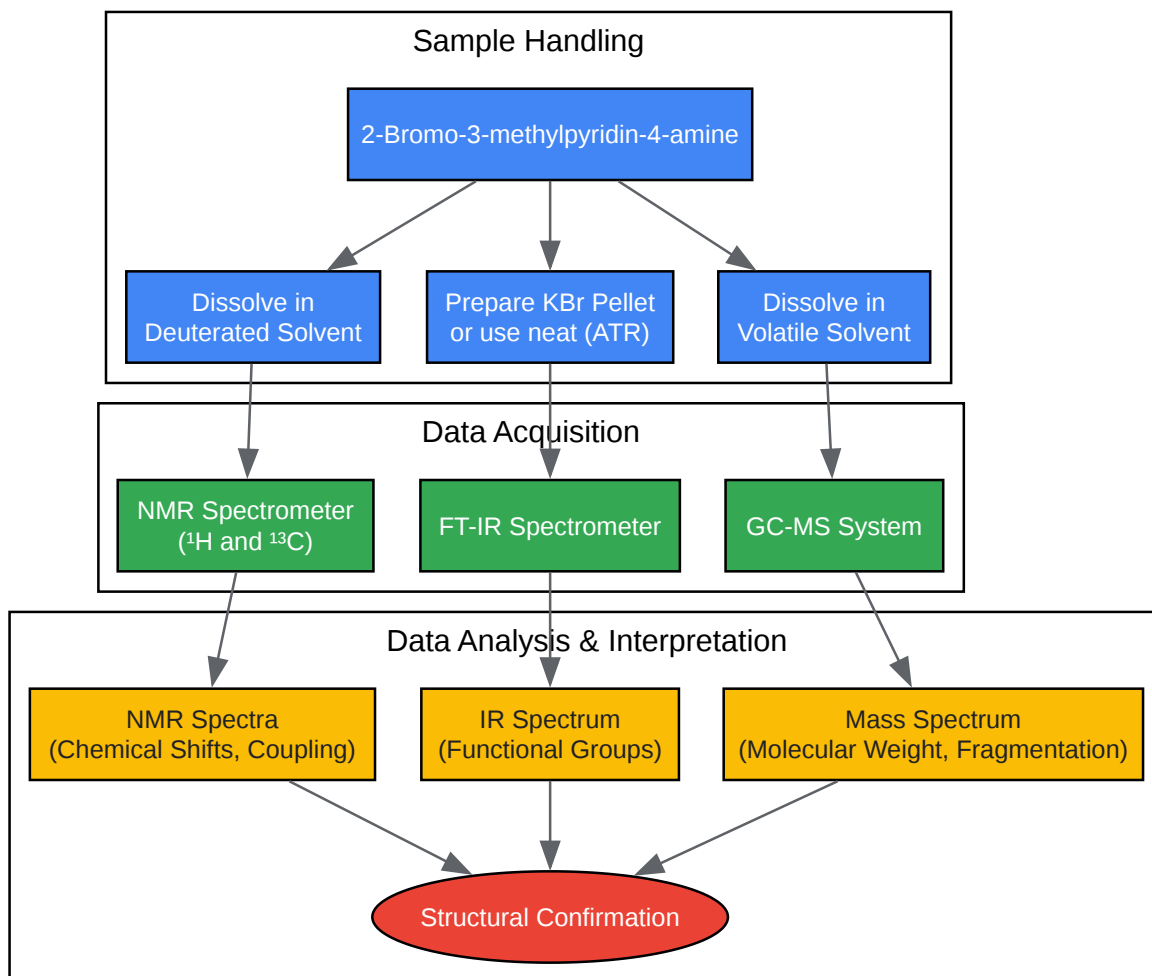 Sample Handling
2-Bromo-3-methylpyridin-4-amine
Dissolve in
Deuterated Solvent
Prepare KBr Pellet
or use neat (ATR)
Dissolve in
Volatile Solvent
Data Acquisition
NMR Spectrometer
(¹H and ¹³C)
FT-IR Spectrometer
GC-MS System
Data Analysis & Interpretation
NMR Spectra
(Chemical Shifts, Coupling)
IR Spectrum
(Functional Groups)
Mass Spectrum
(Molecular Weight, Fragmentation)
Structural Confirmation